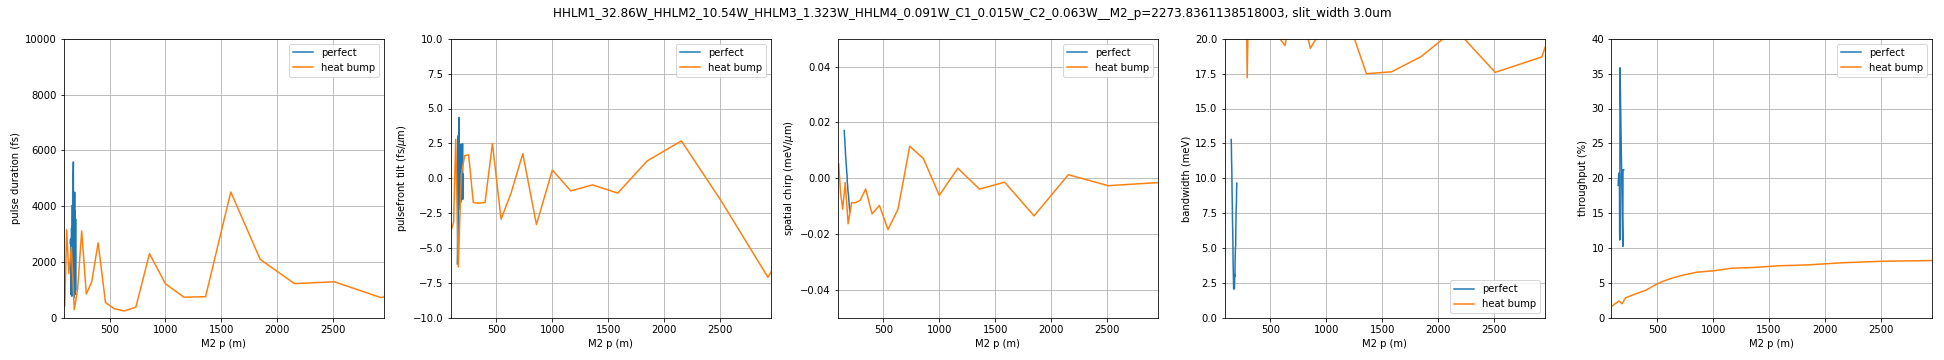 HHLM1_32.86W_HHLM2_10.54W_HHLM3_1.323W_HHLM4_0.091W_C1_0.015W_C2_0.063W__M2_p=2273.8361138518003, slit_width 3.0um
pulse duration (fs)
10000
8000
6000
4000
2000
0
500 1000 1500 2000 2500
M2 p (m)
perfect
heat bump
pulsefront tilt (fs/μm)
10.0
7.5
5.0
2.5
0.0
−2.5
−5.0
−7.5
−10.0
500 1000 1500 2000 2500
M2 p (m)
perfect
heat bump
spatial chirp (meV/μm)
0.04
0.02
0.00
−0.02
−0.04
500 1000 1500 2000 2500
M2 p (m)
perfect
heat bump
bandwidth (meV)
20.0
17.5
15.0
12.5
10.0
7.5
5.0
2.5
0.0
500 1000 1500 2000 2500
M2 p (m)
perfect
heat bump
throughput (%)
40
35
30
25
20
15
10
5
0
500 1000 1500 2000 2500
M2 p (m)
perfect
heat bump